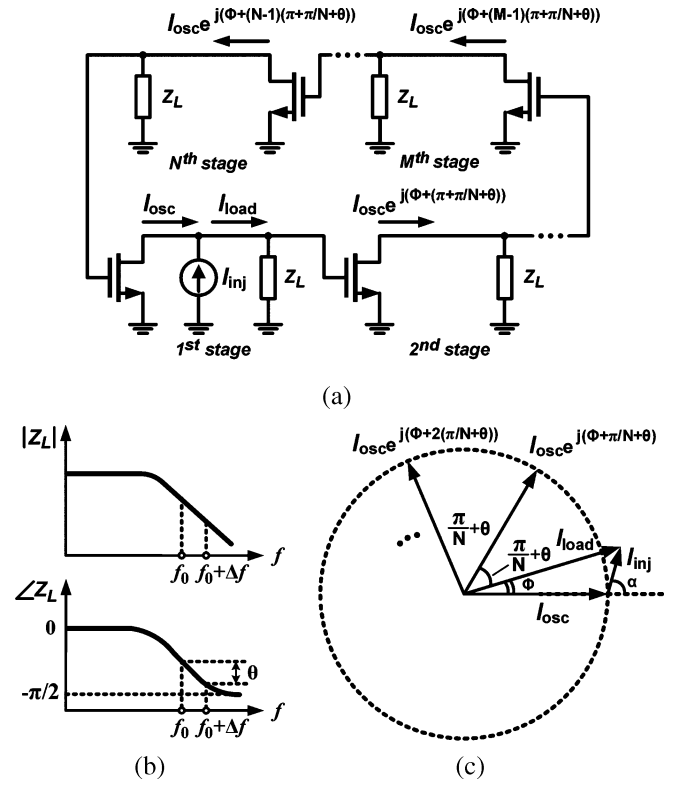 I_osc e^j(Φ+(N-1)(π+π/N+θ)) I_osc e^j(Φ+(M-1)(π+π/N+θ))
Z_L Z_L
N^th stage M^th stage
I_osc I_load I_osc e^j(Φ+(π+π/N+θ))
I_inj Z_L Z_L
1^st stage 2^nd stage
(a)
|Z_L|
f_0 f_0+Δf f
∠Z_L
0
θ
-π/2
f_0 f_0+Δf f
(b)
I_osc e^j(Φ+2(π/N+θ)) I_osc e^j(Φ+π/N+θ)
π/N+θ
π/N+θ I_load
I_inj
Φ α
I_osc
(c)